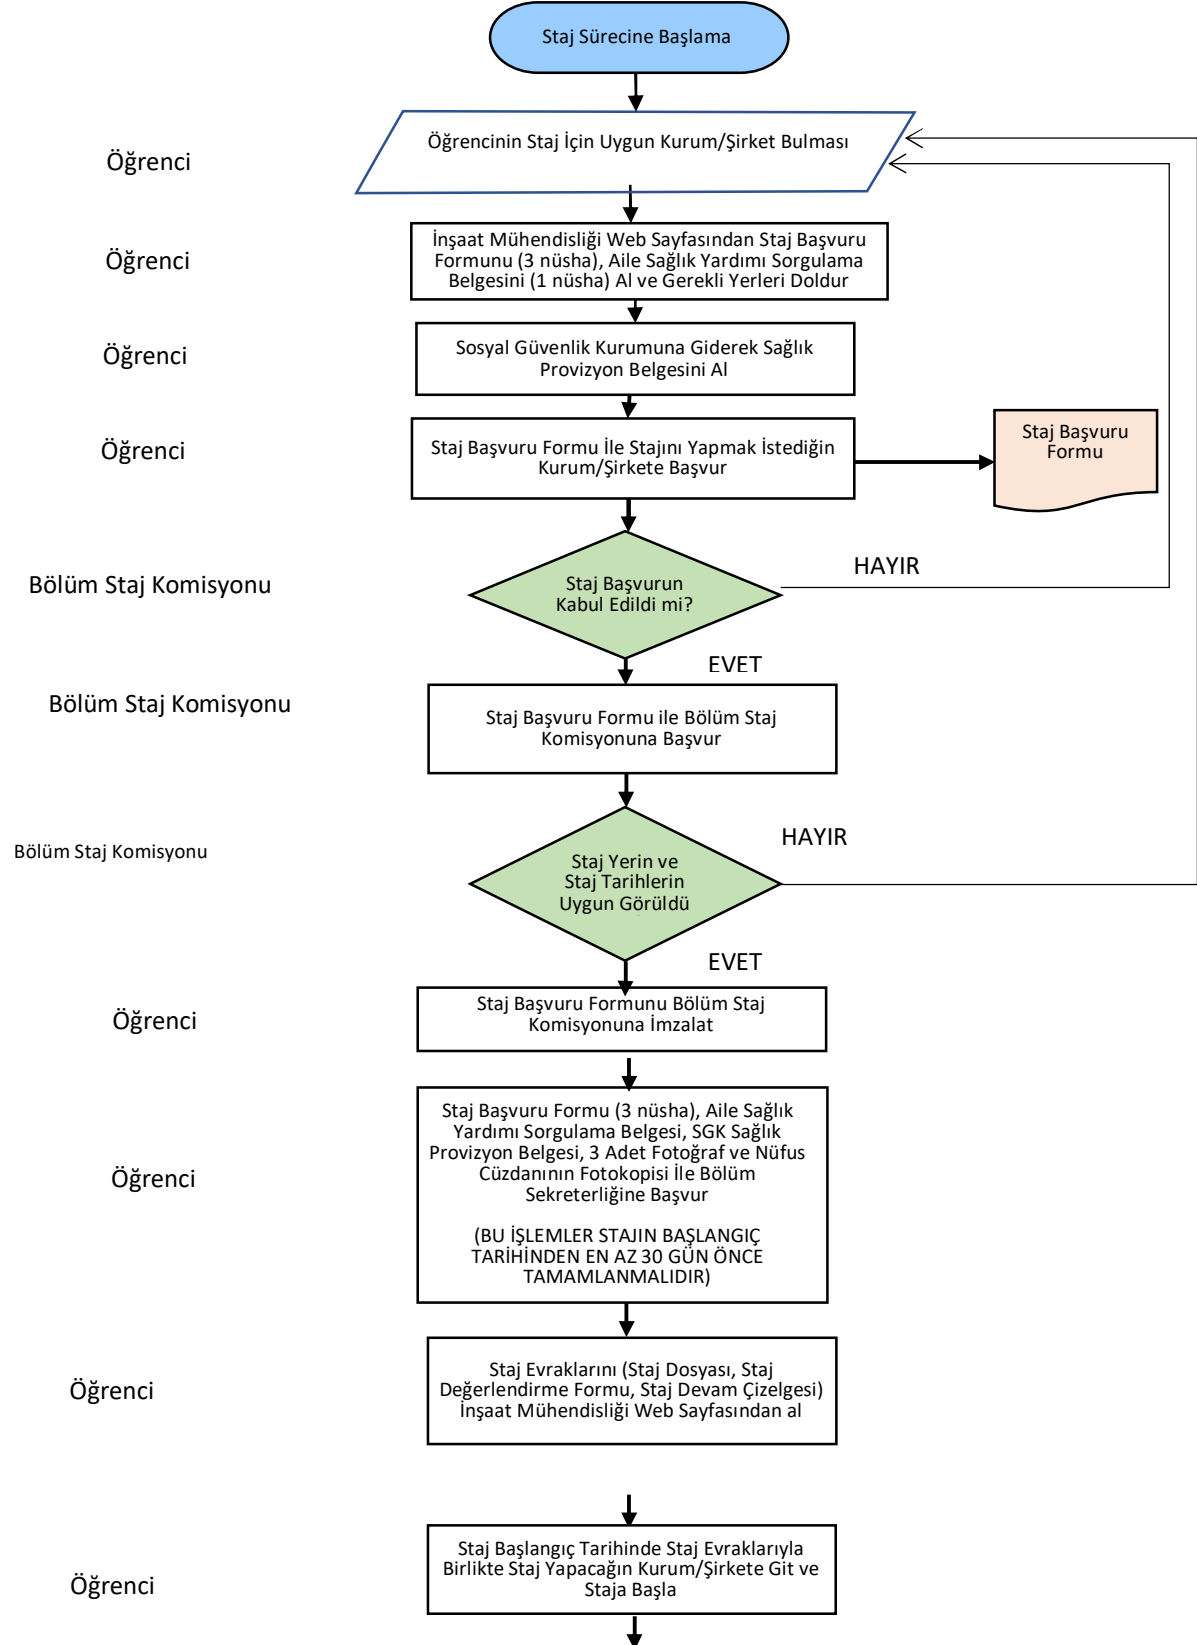 Staj Sürecine Başlama
Öğrenci
Öğrencinin Staj İçin Uygun Kurum/Şirket Bulması
Öğrenci
İnşaat Mühendisliği Web Sayfasından Staj Başvuru
Formunu (3 nüsha), Aile Sağlık Yardımı Sorgulama
Belgesini (1 nüsha) Al ve Gerekli Yerleri Doldur
Öğrenci
Sosyal Güvenlik Kurumuna Giderek Sağlık
Provizyon Belgesini Al
Öğrenci
Staj Başvuru Formu İle Stajını Yapmak İstediğin
Kurum/Şirkete Başvur
Staj Başvuru
Formu
Bölüm Staj Komisyonu
Staj Başvurun
Kabul Edildi mi?
HAYIR
EVET
Bölüm Staj Komisyonu
Staj Başvuru Formu ile Bölüm Staj
Komisyonuna Başvur
Bölüm Staj Komisyonu
Staj Yerin ve
Staj Tarihlerin
Uygun Görüldü
HAYIR
EVET
Öğrenci
Staj Başvuru Formunu Bölüm Staj
Komisyonuna İmzalat
Öğrenci
Staj Başvuru Formu (3 nüsha), Aile Sağlık
Yardımı Sorgulama Belgesi, SGK Sağlık
Provizyon Belgesi, 3 Adet Fotoğraf ve Nüfus
Cüzdanının Fotokopisi İle Bölüm
Sekreterliğine Başvur
(BU İŞLEMLER STAJIN BAŞLANGIÇ
TARİHİNDEN EN AZ 30 GÜN ÖNCE
TAMAMLANMALIDIR)
Öğrenci
Staj Evraklarını (Staj Dosyası, Staj
Değerlendirme Formu, Staj Devam Çizelgesi)
İnşaat Mühendisliği Web Sayfasından al
Öğrenci
Staj Başlangıç Tarihinde Staj Evraklarıyla
Birlikte Staj Yapacağın Kurum/Şirkete Git ve
Staja Başla